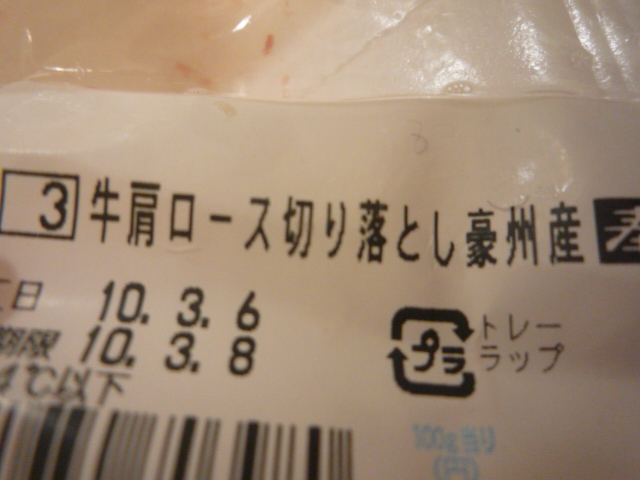 3 牛肩ロース切り落とし豪州産
日 10. 3. 6
期限 10. 3. 8
4℃以下
プラ
トレー
ラップ
100g当り
(円)